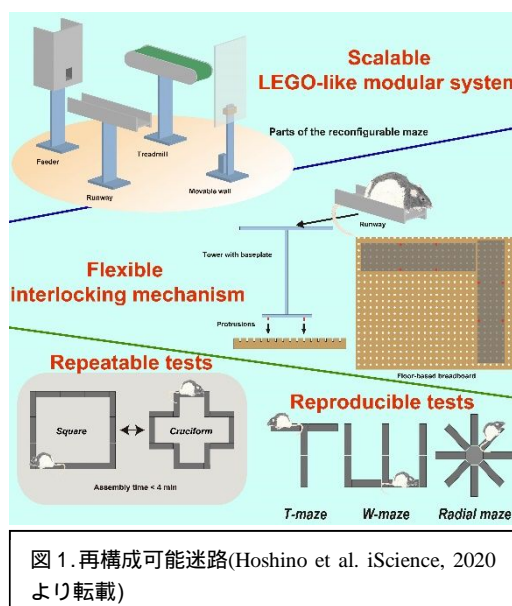 Scalable
LEGO-like modular system
Parts of the reconfigurable maze
Feeder
Treadmill
Runway
Movable wall
Runway
Tower with baseplate
Flexible
interlocking mechanism
Protrusions
Floor-based breadboard
Repeatable tests
Square
Cruciform
Assembly time < 4 min
Reproducible tests
T-maze
W-maze
Radial maze
図 1.再構成可能迷路(Hoshino et al. iScience, 2020
より転載)